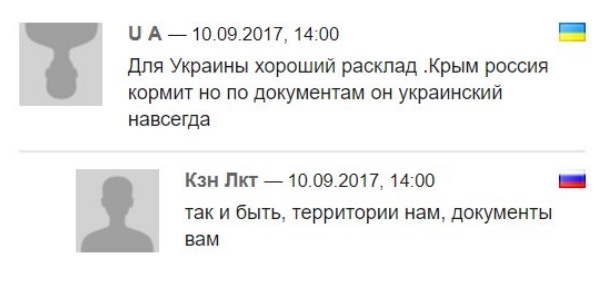 U A — 10.09.2017, 14:00
Для Украины хороший расклад .Крым россия
кормит но по документам он украинский
навсегда
Кзн Лкт — 10.09.2017, 14:00
так и быть, территории нам, документы
вам